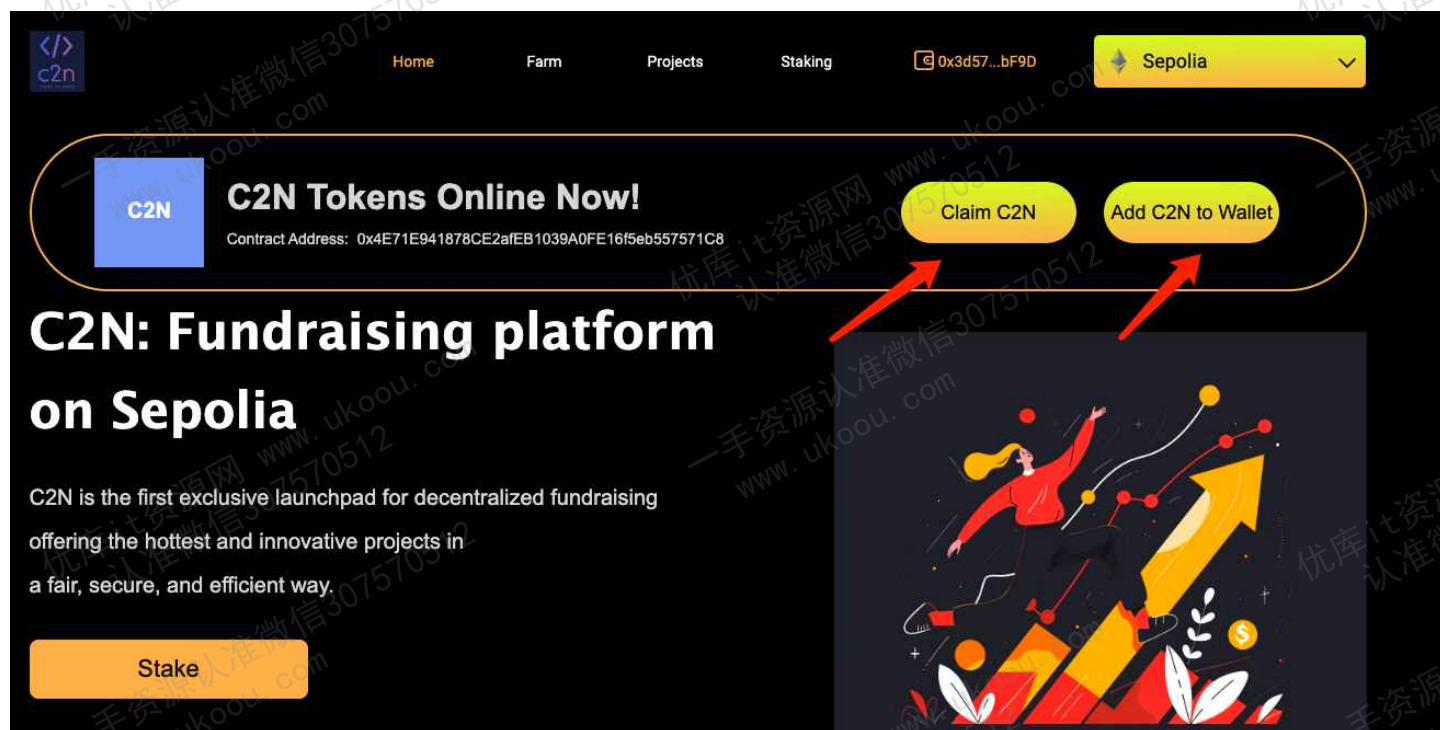 </>
c2n
Home
Farm
Projects
Staking
0x3d57...bF9D
Sepolia
C2N
C2N Tokens Online Now!
Contract Address: 0x4E71E941878CE2afEB1039A0FE16f5eb557571C8
Claim C2N
Add C2N to Wallet
C2N: Fundraising platform
on Sepolia
C2N is the first exclusive launchpad for decentralized fundraising
offering the hottest and innovative projects in
a fair, secure, and efficient way.
Stake
$
优库it资源网 www.ukoou.com
一手资源认准微信307570512